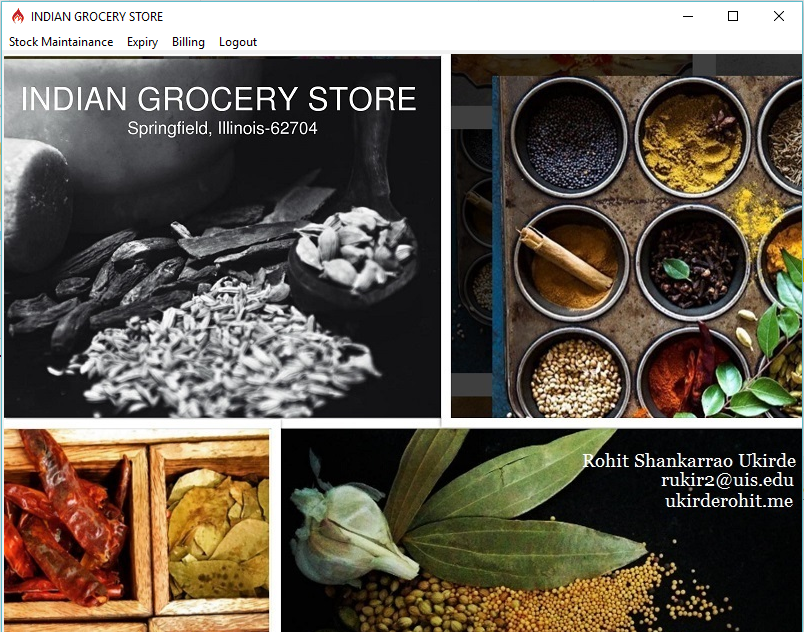 INDIAN GROCERY STORE
Stock Maintainance Expiry Billing Logout
INDIAN GROCERY STORE
Springfield, Illinois-62704
Rohit Shankarrao Ukirde
rukir2@uis.edu
ukirderohit.me